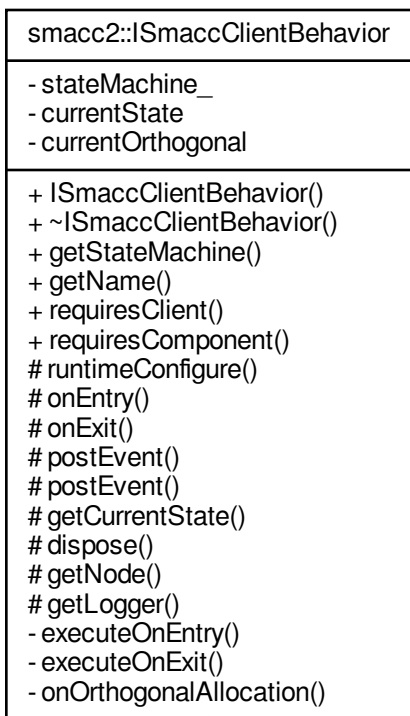 smacc2::ISmaccClientBehavior
- stateMachine_
- currentState
- currentOrthogonal
+ ISmaccClientBehavior()
+ ~ISmaccClientBehavior()
+ getStateMachine()
+ getName()
+ requiresClient()
+ requiresComponent()
# runtimeConfigure()
# onEntry()
# onExit()
# postEvent()
# postEvent()
# getCurrentState()
# dispose()
# getNode()
# getLogger()
- executeOnEntry()
- executeOnExit()
- onOrthogonalAllocation()